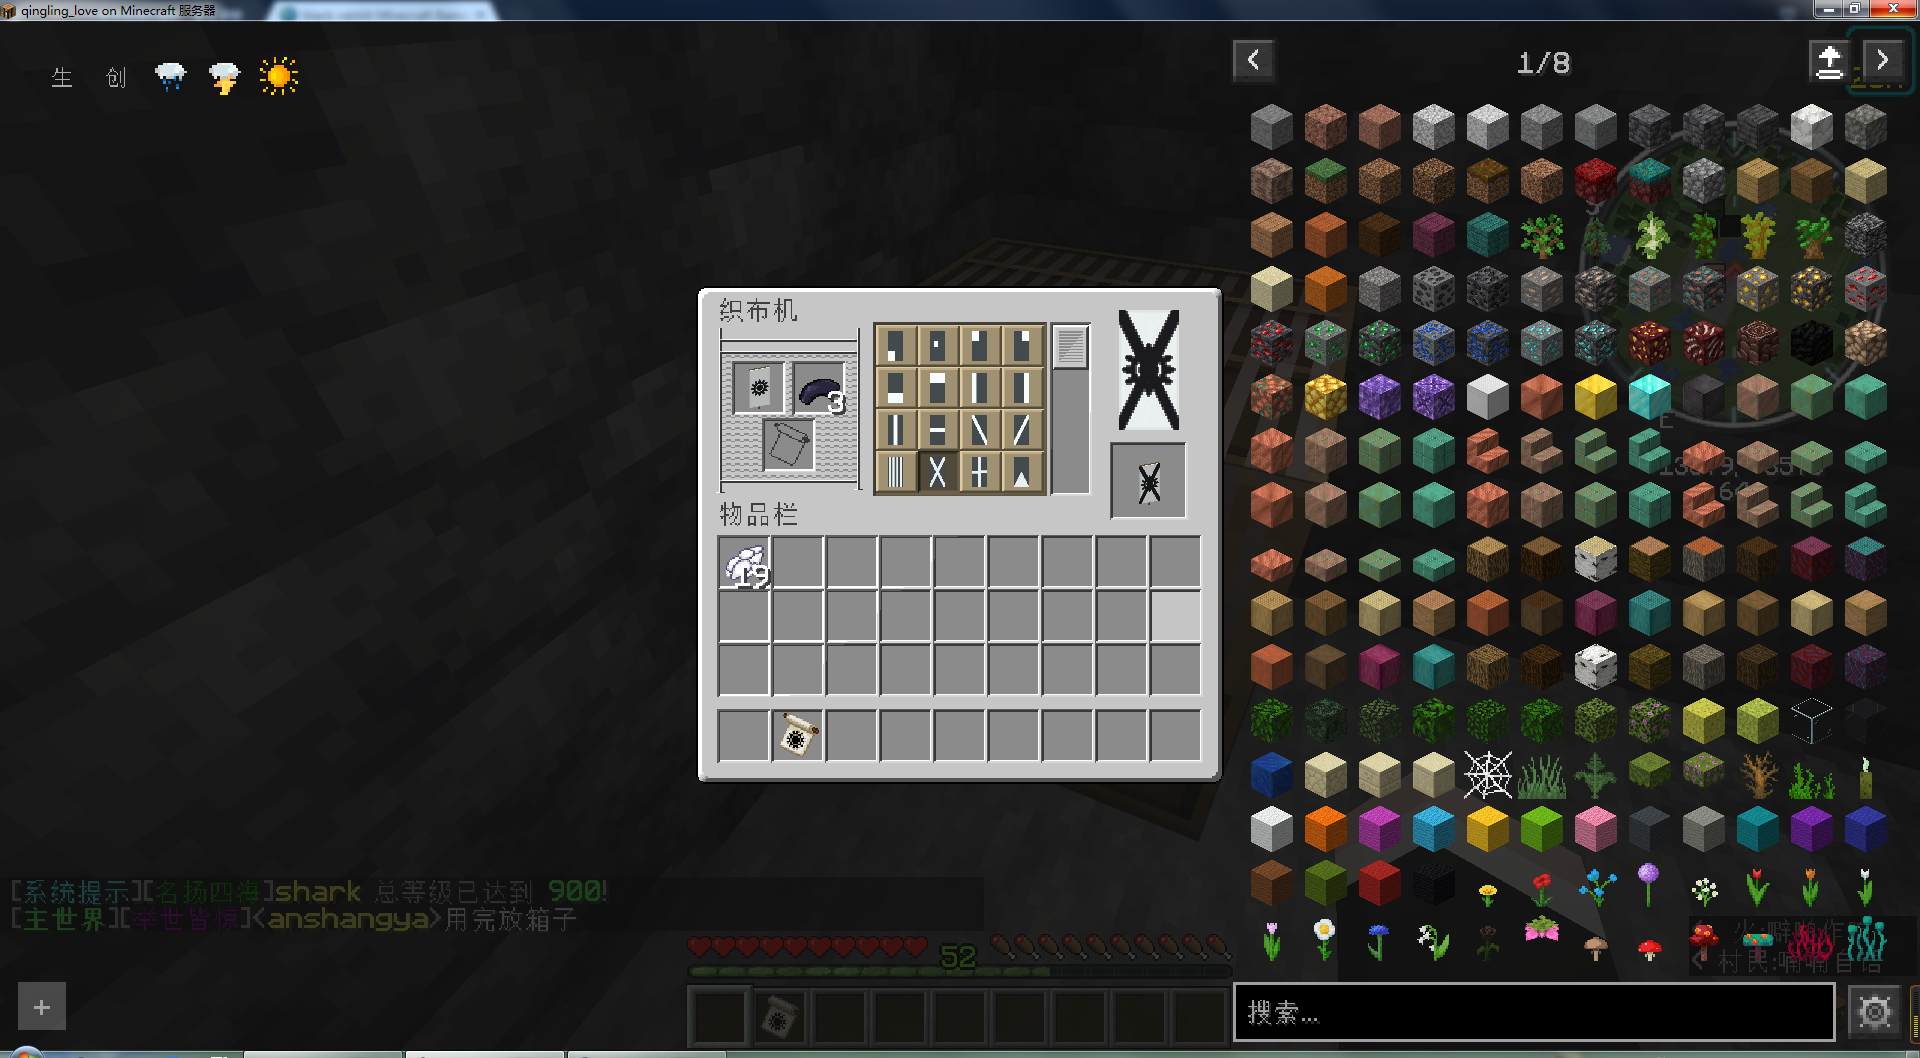 qingling_love on Minecraft 服务器
生 创
1/8
织布机
3
物品栏
19
[系统提示][名扬四海]shark 总等级已达到 900!
[主世界][举世皆惊]<anshangya>用完放箱子
52
搜索...